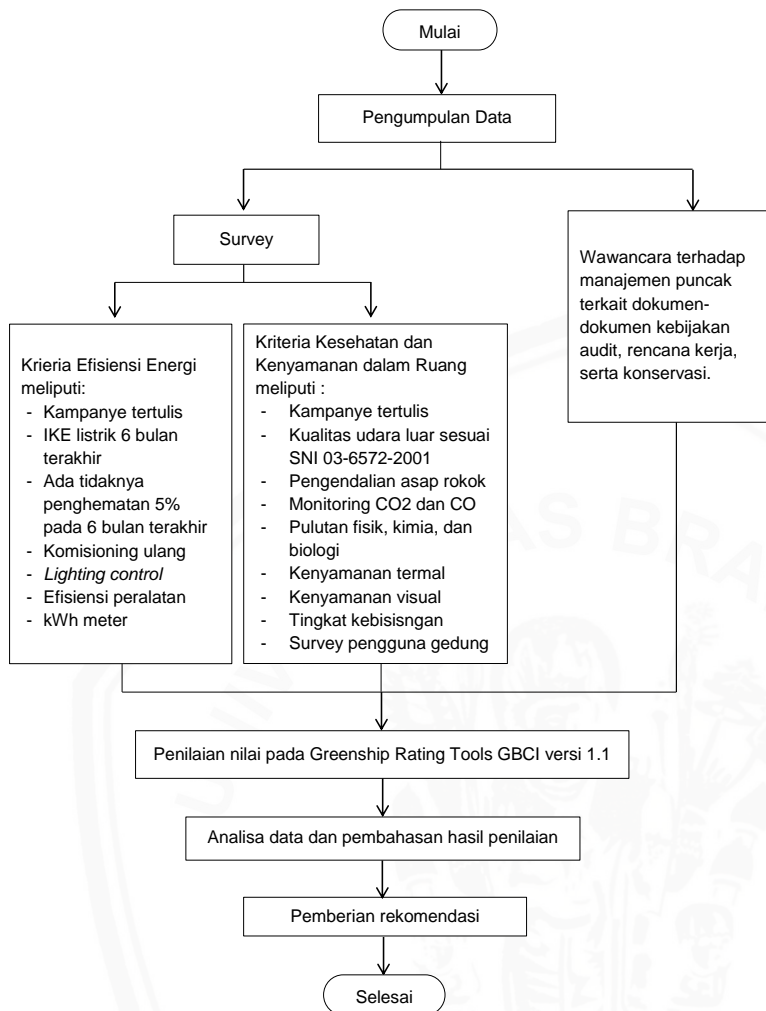 Mulai
Pengumpulan Data
Survey
Wawancara terhadap
manajemen puncak
terkait dokumen-
dokumen kebijakan
audit, rencana kerja,
serta konservasi.
Krieria Efisiensi Energi
meliputi:
- Kampanye tertulis
- IKE listrik 6 bulan
terakhir
- Ada tidaknya
penghematan 5%
pada 6 bulan terakhir
- Komisioning ulang
- Lighting control
- Efisiensi peralatan
- kWh meter
Kriteria Kesehatan dan
Kenyamanan dalam Ruang
meliputi :
- Kampanye tertulis
- Kualitas udara luar sesuai
SNI 03-6572-2001
- Pengendalian asap rokok
- Monitoring CO2 dan CO
- Pulutan fisik, kimia, dan
biologi
- Kenyamanan termal
- Kenyamanan visual
- Tingkat kebisisngan
- Survey pengguna gedung
Penilaian nilai pada Greenship Rating Tools GBCI versi 1.1
Analisa data dan pembahasan hasil penilaian
Pemberian rekomendasi
Selesai